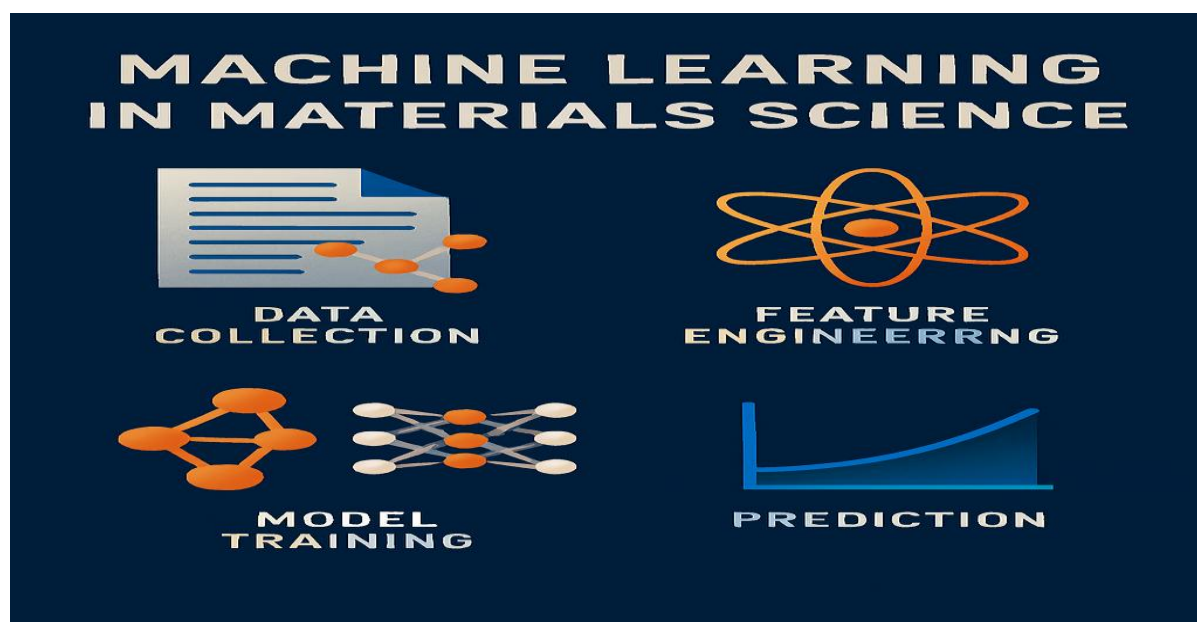 MACHINE LEARNING
IN MATERIALS SCIENCE
DATA
COLLECTION
FEATURE
ENGINEERRNG
MODEL
TRAINING
PREDICTION